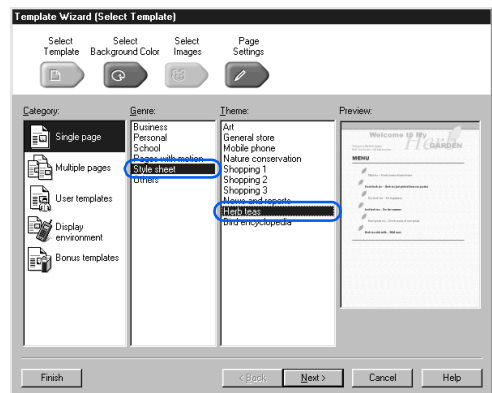 Template Wizard (Select Template)
Select Template
Select Background Color
Select Images
Page Settings
Category:
Single page
Multiple pages
User templates
Display environment
Bonus templates
Genre:
Business
Personal
School
Pages with motion
Style sheet
Others
Theme:
Art
General store
Mobile phone
Nature conservation
Shopping 1
Shopping 2
Shopping 3
News and reports
Herb teas
Bird encyclopedia
Preview:
Welcome to My
Herb GARDEN
MENU
Finish
< Back
Next >
Cancel
Help